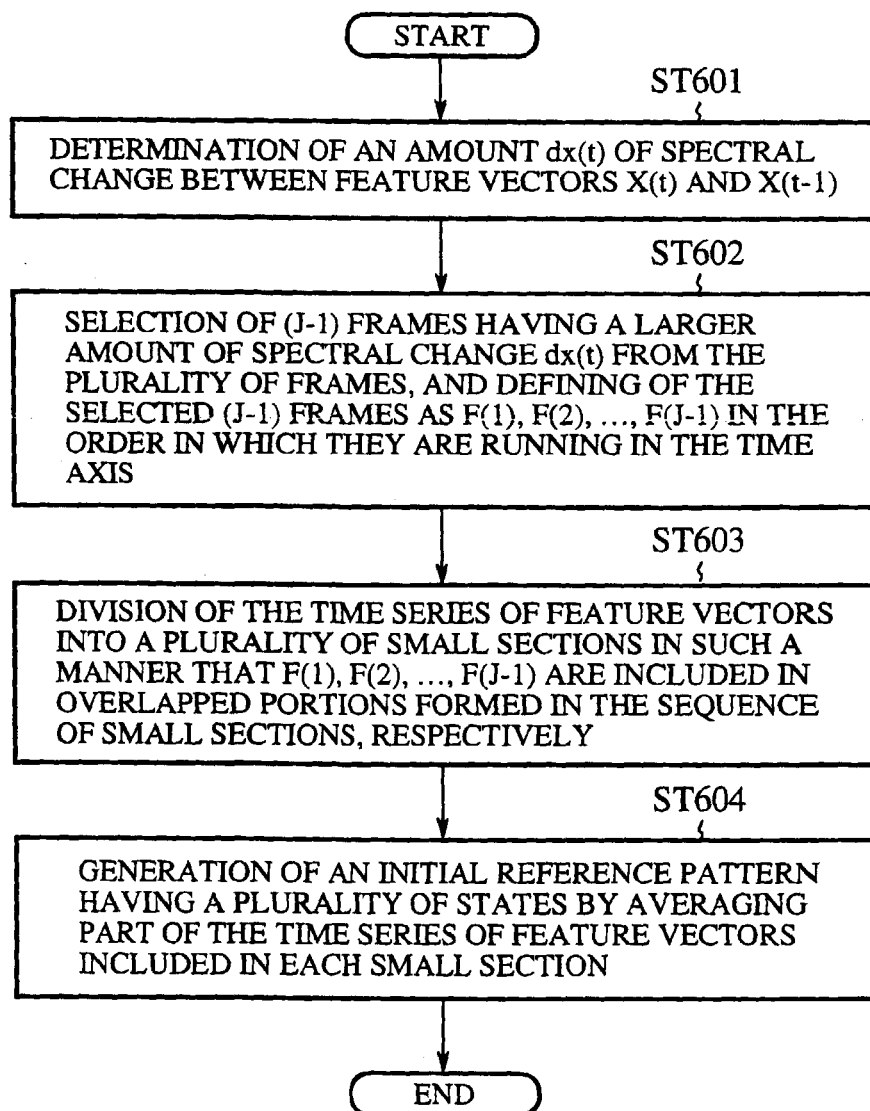 START
ST601
DETERMINATION OF AN AMOUNT dx(t) OF SPECTRAL
CHANGE BETWEEN FEATURE VECTORS X(t) AND X(t-1)
ST602
SELECTION OF (J-1) FRAMES HAVING A LARGER
AMOUNT OF SPECTRAL CHANGE dx(t) FROM THE
PLURALITY OF FRAMES, AND DEFINING OF THE
SELECTED (J-1) FRAMES AS F(1), F(2), ..., F(J-1) IN THE
ORDER IN WHICH THEY ARE RUNNING IN THE TIME
AXIS
ST603
DIVISION OF THE TIME SERIES OF FEATURE VECTORS
INTO A PLURALITY OF SMALL SECTIONS IN SUCH A
MANNER THAT F(1), F(2), ..., F(J-1) ARE INCLUDED IN
OVERLAPPED PORTIONS FORMED IN THE SEQUENCE
OF SMALL SECTIONS, RESPECTIVELY
ST604
GENERATION OF AN INITIAL REFERENCE PATTERN
HAVING A PLURALITY OF STATES BY AVERAGING
PART OF THE TIME SERIES OF FEATURE VECTORS
INCLUDED IN EACH SMALL SECTION
END